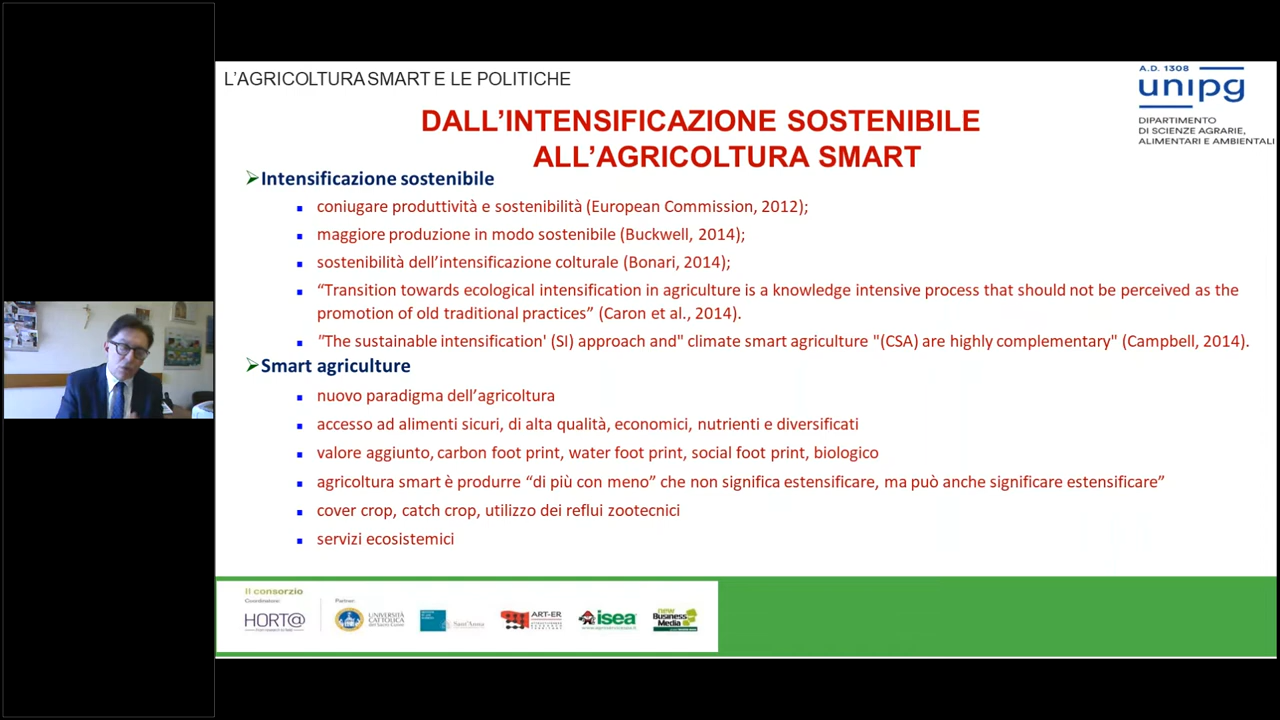 L'AGRICOLTURA SMART E LE POLITICHE
A.D. 1308
unipg
DIPARTIMENTO
DI SCIENZE AGRARIE,
ALIMENTARI E AMBIENTALI
DALL'INTENSIFICAZIONE SOSTENIBILE
ALL'AGRICOLTURA SMART
Intensificazione sostenibile
coniugare produttività e sostenibilità (European Commission, 2012);
maggiore produzione in modo sostenibile (Buckwell, 2014);
sostenibilità dell'intensificazione colturale (Bonari, 2014);
“Transition towards ecological intensification in agriculture is a knowledge intensive process that should not be perceived as the
promotion of old traditional practices” (Caron et al., 2014).
"The sustainable intensification' (SI) approach and" climate smart agriculture "(CSA) are highly complementary" (Campbell, 2014).
Smart agriculture
nuovo paradigma dell'agricoltura
accesso ad alimenti sicuri, di alta qualità, economici, nutrienti e diversificati
valore aggiunto, carbon foot print, water foot print, social foot print, biologico
agricoltura smart è produrre “di più con meno” che non significa estensificare, ma può anche significare estensificare”
cover crop, catch crop, utilizzo dei reflui zootecnici
servizi ecosistemici
Il consorzio
Coordinatore:
Partner:
HORT@
UNIVERSITÀ
CATTOLICA
del Sacro Cuore
Sant'Anna
ART-ER
isea
new
Business
Media